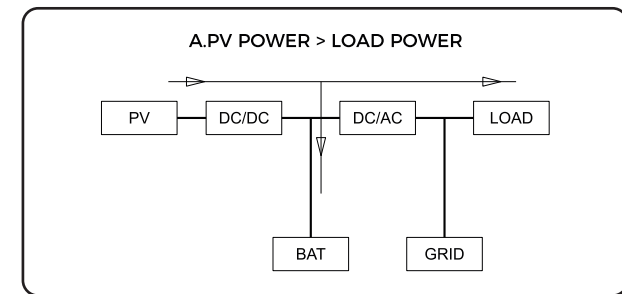 A.PV POWER > LOAD POWER
PV DC/DC DC/AC LOAD
BAT GRID